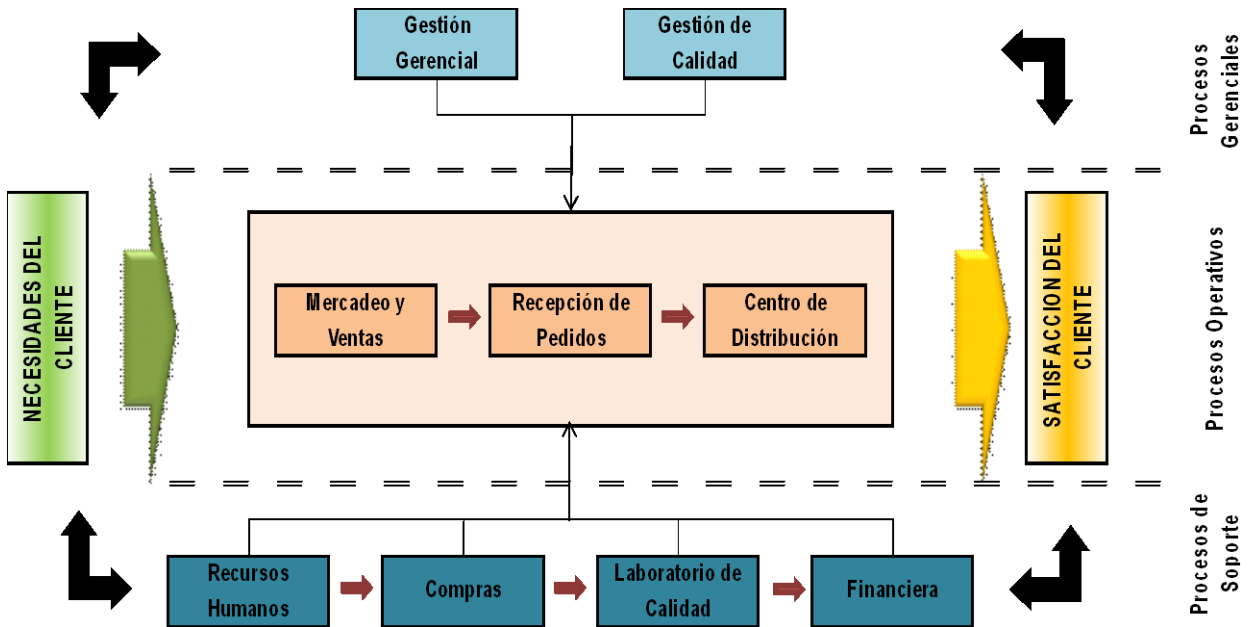 Gestión
Gerencial
Gestión de
Calidad
Procesos
Gerenciales
NECESIDADES DEL
CLIENTE
Mercadeo y
Ventas
Recepción de
Pedidos
Centro de
Distribución
SATISFACCION DEL
CLIENTE
Procesos Operativos
Recursos
Humanos
Compras
Laboratorio de
Calidad
Financiera
Procesos de
Soporte